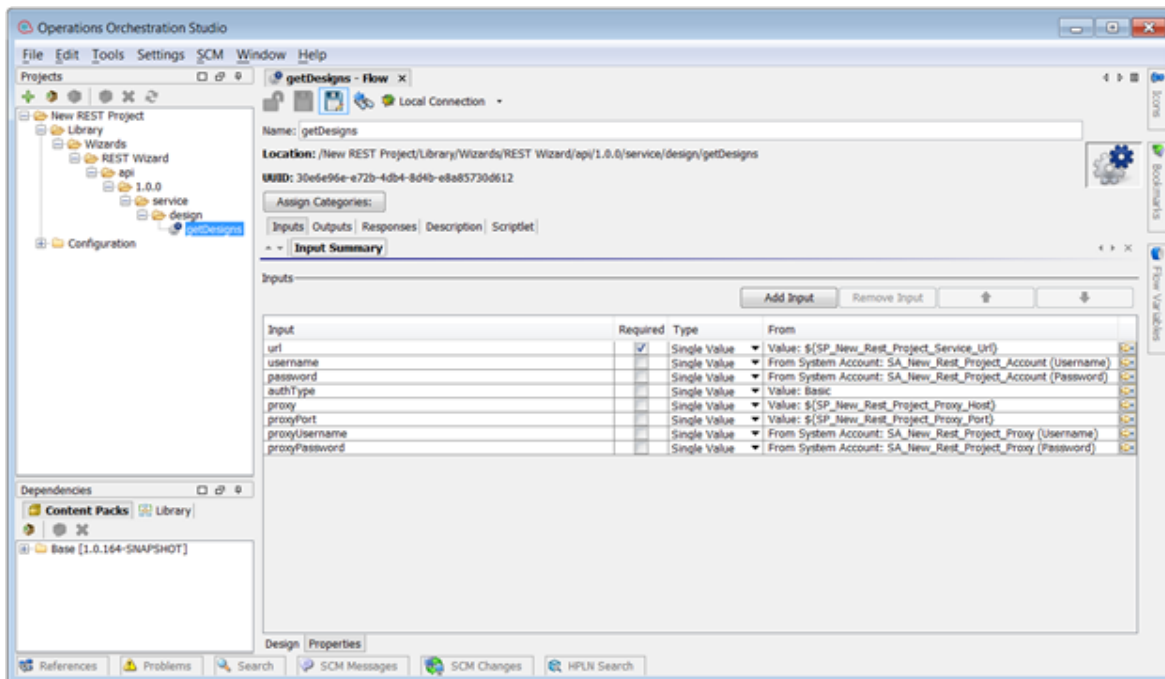 Operations Orchestration Studio
File Edit Tools Settings SCM Window Help
Projects
getDesigns - Flow
Local Connection
New REST Project
Library
Wizards
REST Wizard
api
1.0.0
service
design
getDesigns
Configuration
Name: getDesigns
Location: /New REST Project/Library/Wizards/REST Wizard/api/1.0.0/service/design/getDesigns
UUID: 30e6e96e-e72b-4db4-8d4b-e8a85730d612
Assign Categories:
Inputs Outputs Responses Description Scriptlet
Input Summary
Inputs
Add Input Remove Input
Input Required Type From
url Single Value Value: ${SP_New_Rest_Project_Service_Url}
username Single Value From System Account: SA_New_Rest_Project_Account (Username)
password Single Value From System Account: SA_New_Rest_Project_Account (Password)
authType Single Value Value: Basic
proxy Single Value Value: ${SP_New_Rest_Project_Proxy_Host}
proxyPort Single Value Value: ${SP_New_Rest_Project_Proxy_Port}
proxyUsername Single Value From System Account: SA_New_Rest_Project_Proxy (Username)
proxyPassword Single Value From System Account: SA_New_Rest_Project_Proxy (Password)
Icons
Bookmarks
Flow Variables
Dependencies
Content Packs Library
Base [1.0.164-SNAPSHOT]
Design Properties
References Problems Search SCM Messages SCM Changes HPLN Search